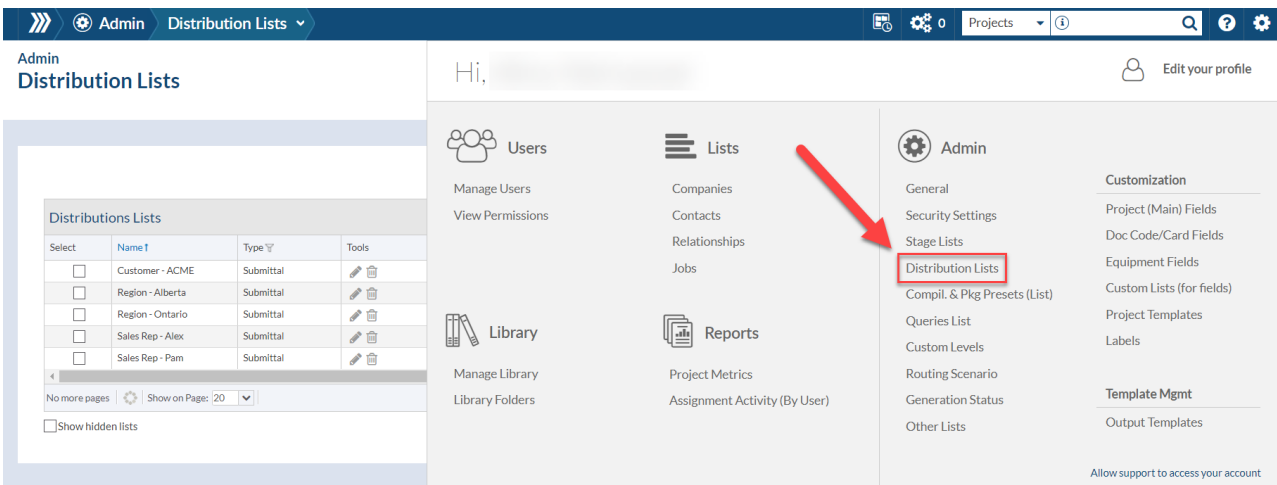 Admin
Distribution Lists
0
Projects
Admin
Distribution Lists
Distributions Lists
Select Name Type Tools
Customer - ACME Submittal
Region - Alberta Submittal
Region - Ontario Submittal
Sales Rep - Alex Submittal
Sales Rep - Pam Submittal
No more pages Show on Page: 20
Show hidden lists
Hi,
Edit your profile
Users
Manage Users
View Permissions
Lists
Companies
Contacts
Relationships
Jobs
Library
Manage Library
Library Folders
Reports
Project Metrics
Assignment Activity (By User)
Admin
General
Security Settings
Stage Lists
Distribution Lists
Compil. & Pkg Presets (List)
Queries List
Custom Levels
Routing Scenario
Generation Status
Other Lists
Customization
Project (Main) Fields
Doc Code/Card Fields
Equipment Fields
Custom Lists (for fields)
Project Templates
Labels
Template Mgmt
Output Templates
Allow support to access your account